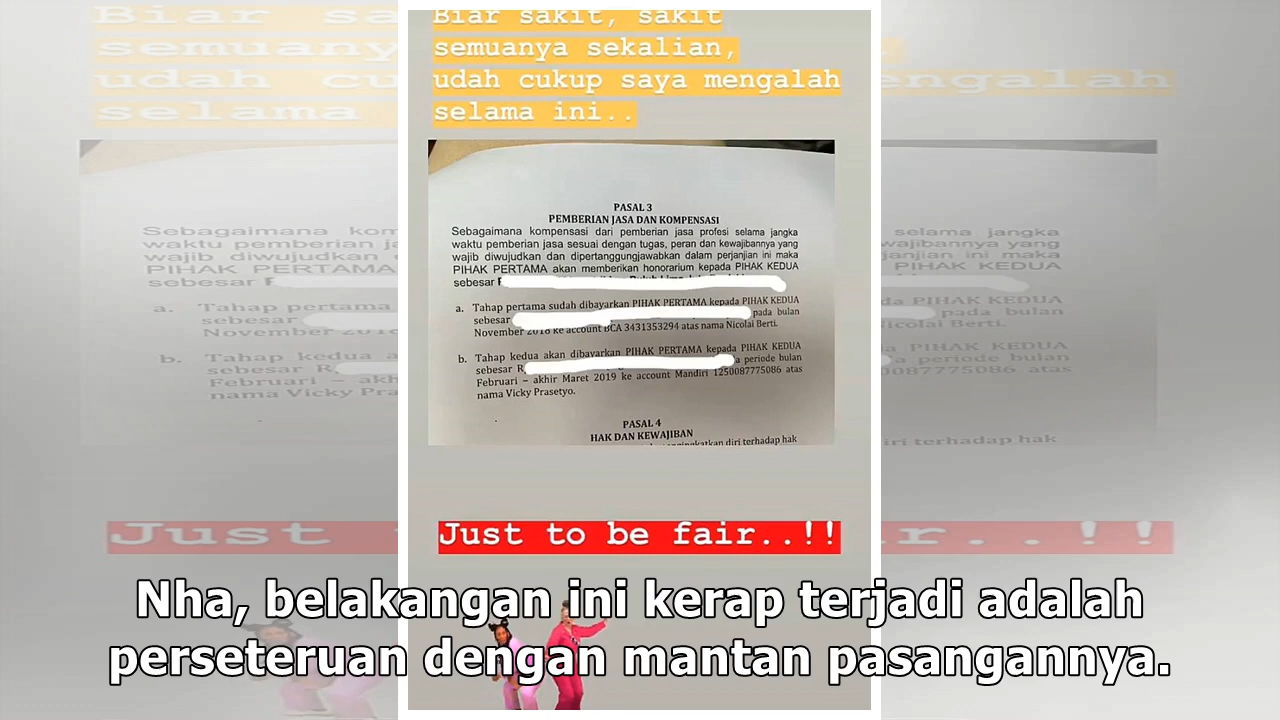 Biar sakit, sakit
semuanya sekalian,
udah cukup saya mengalah
selama ini..
PASAL 3
PEMBERIAN JASA DAN KOMPENSASI
Sebagaimana kompensasi dari pemberian jasa profesi selama jangka
waktu pemberian jasa sesuai dengan tugas, peran dan kewajibannya yang
wajib diwujudkan dan dipertanggungjawabkan dalam perjanjian ini maka
PIHAK PERTAMA akan memberikan honorarium kepada PIHAK KEDUA
sebesar
a. Tahap pertama sudah dibayarkan PIHAK PERTAMA kepada PIHAK KEDUA
sebesar pada bulan
November 2018 ke account BCA 3431353294 atas nama Nicolai Berti.
b. Tahap kedua akan dibayarkan PIHAK PERTAMA kepada PIHAK KEDUA
sebesar R a periode bulan
Februari – akhir Maret 2019 ke account Mandiri 1250087775086 atas
nama Vicky Prasetyo.
PASAL 4
HAK DAN KEWAJIBAN
diri terhadap hak
Just to be fair..!!
Nha, belakangan ini kerap terjadi adalah
perseteruan dengan mantan pasangannya.